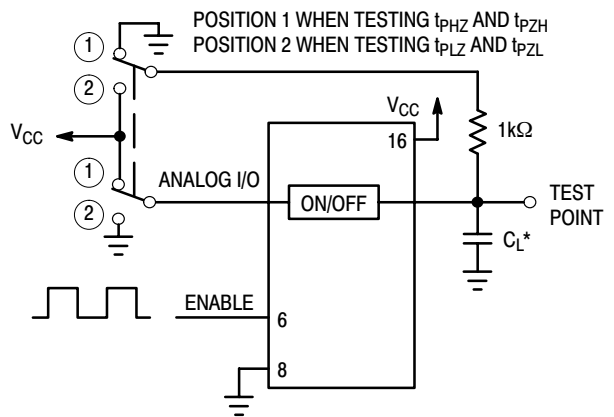 POSITION 1 WHEN TESTING tPHZ AND tPZH
POSITION 2 WHEN TESTING tPLZ AND tPZL
1
2
VCC
1
2
ANALOG I/O
ON/OFF
VCC
16
1kΩ
TEST
POINT
CL*
ENABLE
6
8